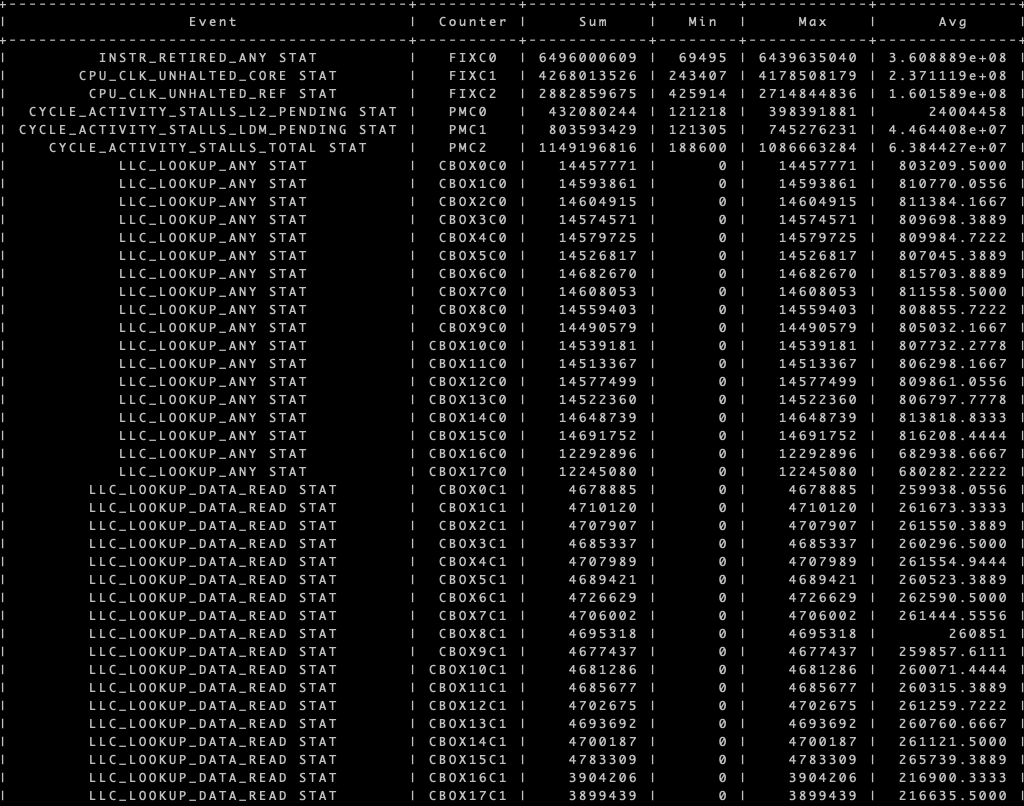 Event | Counter | Sum | Min | Max | Avg
INSTR_RETIRED_ANY STAT | FIXC0 | 6496000609 | 69495 | 6439635040 | 3.608889e+08
CPU_CLK_UNHALTED_CORE STAT | FIXC1 | 4268013526 | 243407 | 4178508179 | 2.371119e+08
CPU_CLK_UNHALTED_REF STAT | FIXC2 | 2882859675 | 425914 | 2714844836 | 1.601589e+08
CYCLE_ACTIVITY_STALLS_L2_PENDING STAT | PMC0 | 432080244 | 121218 | 398391881 | 24004458
CYCLE_ACTIVITY_STALLS_LDM_PENDING STAT | PMC1 | 803593429 | 121305 | 745276231 | 4.464408e+07
CYCLE_ACTIVITY_STALLS_TOTAL STAT | PMC2 | 1149196816 | 188600 | 1086663284 | 6.384427e+07
LLC_LOOKUP_ANY STAT | CBOX0C0 | 14457771 | 0 | 14457771 | 803209.5000
LLC_LOOKUP_ANY STAT | CBOX1C0 | 14593861 | 0 | 14593861 | 810770.0556
LLC_LOOKUP_ANY STAT | CBOX2C0 | 14604915 | 0 | 14604915 | 811384.1667
LLC_LOOKUP_ANY STAT | CBOX3C0 | 14574571 | 0 | 14574571 | 809698.3889
LLC_LOOKUP_ANY STAT | CBOX4C0 | 14579725 | 0 | 14579725 | 809984.7222
LLC_LOOKUP_ANY STAT | CBOX5C0 | 14526817 | 0 | 14526817 | 807045.3889
LLC_LOOKUP_ANY STAT | CBOX6C0 | 14682670 | 0 | 14682670 | 815703.8889
LLC_LOOKUP_ANY STAT | CBOX7C0 | 14608053 | 0 | 14608053 | 811558.5000
LLC_LOOKUP_ANY STAT | CBOX8C0 | 14559403 | 0 | 14559403 | 808855.7222
LLC_LOOKUP_ANY STAT | CBOX9C0 | 14490579 | 0 | 14490579 | 805032.1667
LLC_LOOKUP_ANY STAT | CBOX10C0 | 14539181 | 0 | 14539181 | 807732.2778
LLC_LOOKUP_ANY STAT | CBOX11C0 | 14513367 | 0 | 14513367 | 806298.1667
LLC_LOOKUP_ANY STAT | CBOX12C0 | 14577499 | 0 | 14577499 | 809861.0556
LLC_LOOKUP_ANY STAT | CBOX13C0 | 14522360 | 0 | 14522360 | 806797.7778
LLC_LOOKUP_ANY STAT | CBOX14C0 | 14648739 | 0 | 14648739 | 813818.8333
LLC_LOOKUP_ANY STAT | CBOX15C0 | 14691752 | 0 | 14691752 | 816208.4444
LLC_LOOKUP_ANY STAT | CBOX16C0 | 12292896 | 0 | 12292896 | 682938.6667
LLC_LOOKUP_ANY STAT | CBOX17C0 | 12245080 | 0 | 12245080 | 680282.2222
LLC_LOOKUP_DATA_READ STAT | CBOX0C1 | 4678885 | 0 | 4678885 | 259938.0556
LLC_LOOKUP_DATA_READ STAT | CBOX1C1 | 4710120 | 0 | 4710120 | 261673.3333
LLC_LOOKUP_DATA_READ STAT | CBOX2C1 | 4707907 | 0 | 4707907 | 261550.3889
LLC_LOOKUP_DATA_READ STAT | CBOX3C1 | 4685337 | 0 | 4685337 | 260296.5000
LLC_LOOKUP_DATA_READ STAT | CBOX4C1 | 4707989 | 0 | 4707989 | 261554.9444
LLC_LOOKUP_DATA_READ STAT | CBOX5C1 | 4689421 | 0 | 4689421 | 260523.3889
LLC_LOOKUP_DATA_READ STAT | CBOX6C1 | 4726629 | 0 | 4726629 | 262590.5000
LLC_LOOKUP_DATA_READ STAT | CBOX7C1 | 4706002 | 0 | 4706002 | 261444.5556
LLC_LOOKUP_DATA_READ STAT | CBOX8C1 | 4695318 | 0 | 4695318 | 260851
LLC_LOOKUP_DATA_READ STAT | CBOX9C1 | 4677437 | 0 | 4677437 | 259857.6111
LLC_LOOKUP_DATA_READ STAT | CBOX10C1 | 4681286 | 0 | 4681286 | 260071.4444
LLC_LOOKUP_DATA_READ STAT | CBOX11C1 | 4685677 | 0 | 4685677 | 260315.3889
LLC_LOOKUP_DATA_READ STAT | CBOX12C1 | 4702675 | 0 | 4702675 | 261259.7222
LLC_LOOKUP_DATA_READ STAT | CBOX13C1 | 4693692 | 0 | 4693692 | 260760.6667
LLC_LOOKUP_DATA_READ STAT | CBOX14C1 | 4700187 | 0 | 4700187 | 261121.5000
LLC_LOOKUP_DATA_READ STAT | CBOX15C1 | 4783309 | 0 | 4783309 | 265739.3889
LLC_LOOKUP_DATA_READ STAT | CBOX16C1 | 3904206 | 0 | 3904206 | 216900.3333
LLC_LOOKUP_DATA_READ STAT | CBOX17C1 | 3899439 | 0 | 3899439 | 216635.5000